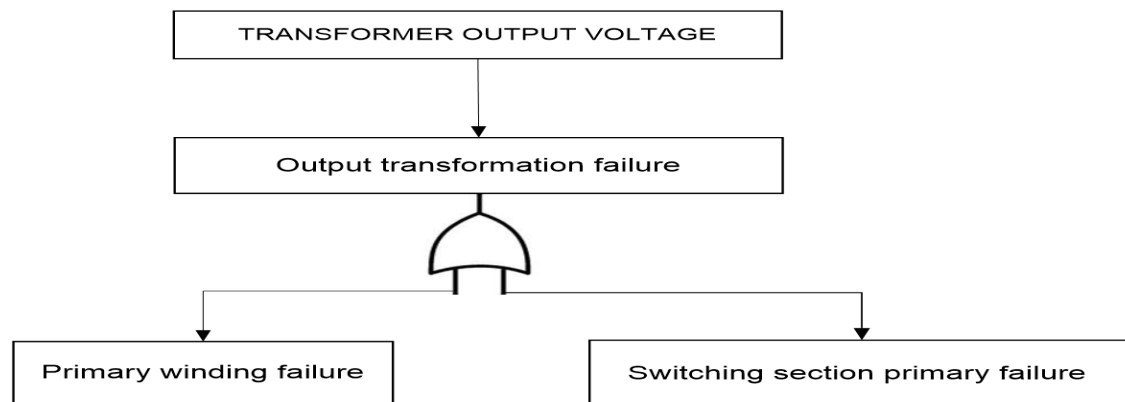 TRANSFORMER OUTPUT VOLTAGE
Output transformation failure
Primary winding failure
Switching section primary failure